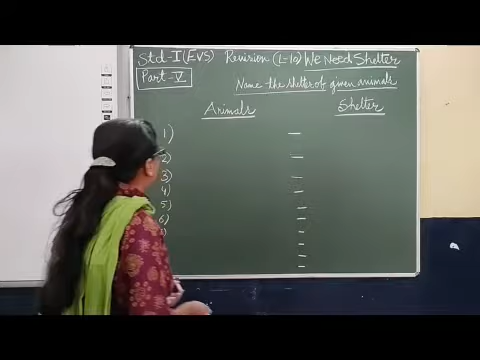 Std-I (EVS) Revision (L-10) We Need Shelter
Part-V
Name the shelter of given animals
Animals Shelter
1) —
2) —
3) —
4) —
5) —
6) —